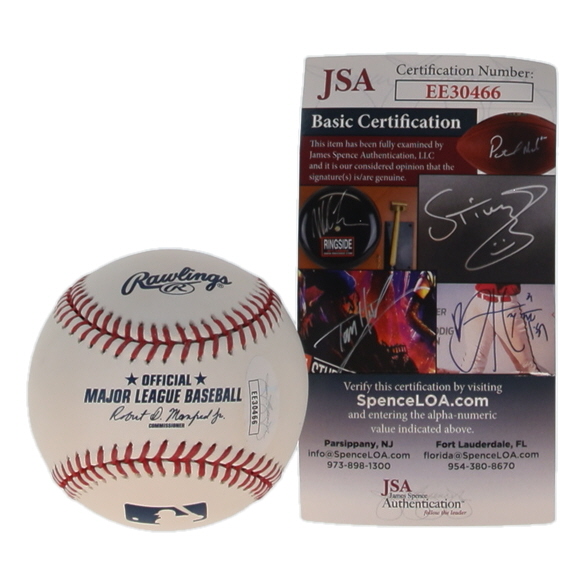 Rawlings
R
OFFICIAL
MAJOR LEAGUE BASEBALL
Robert D. Manfred Jr.
COMMISSIONER
EE30466
JSA
Certification Number:
EE30466
Basic Certification
This item has been fully examined by
James Spence Authentication, LLC
and it is our considered opinion that the
signature(s) is/are genuine.
RINGSIDE
Verify this certification by visiting
SpenceLOA.com
and entering the alpha-numeric
value indicated above.
Parsippany, NJ
info@SpenceLOA.com
973-898-1300
Fort Lauderdale, FL
florida@SpenceLOA.com
954-380-8670
JSA
James Spence
Authentication
follow the leader